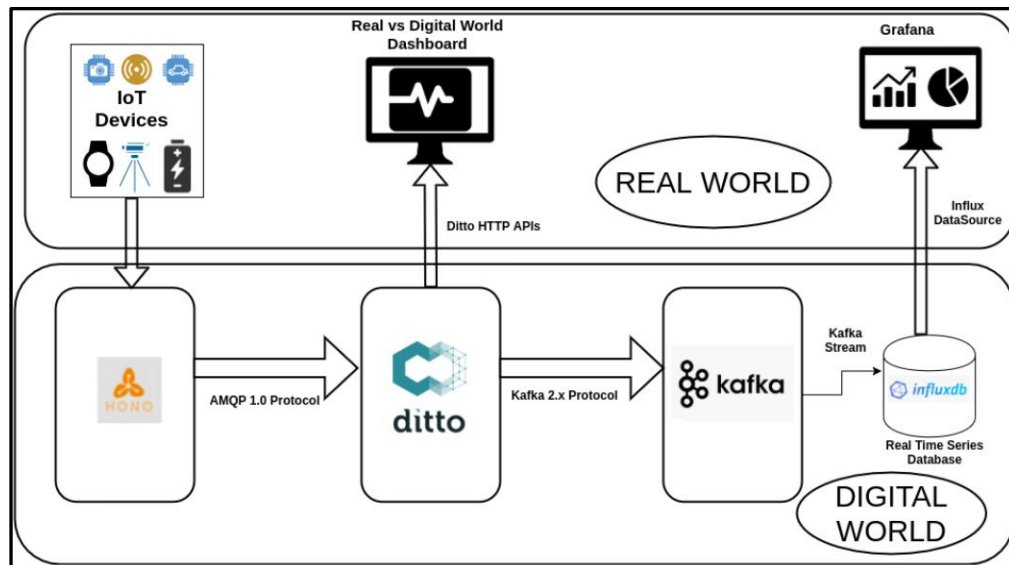 Real vs Digital World
Dashboard
Grafana
IoT
Devices
REAL WORLD
Ditto HTTP APIs
Influx
DataSource
HONO
AMQP 1.0 Protocol
ditto
Kafka 2.x Protocol
kafka
Kafka
Stream
influxdb
Real Time Series
Database
DIGITAL
WORLD